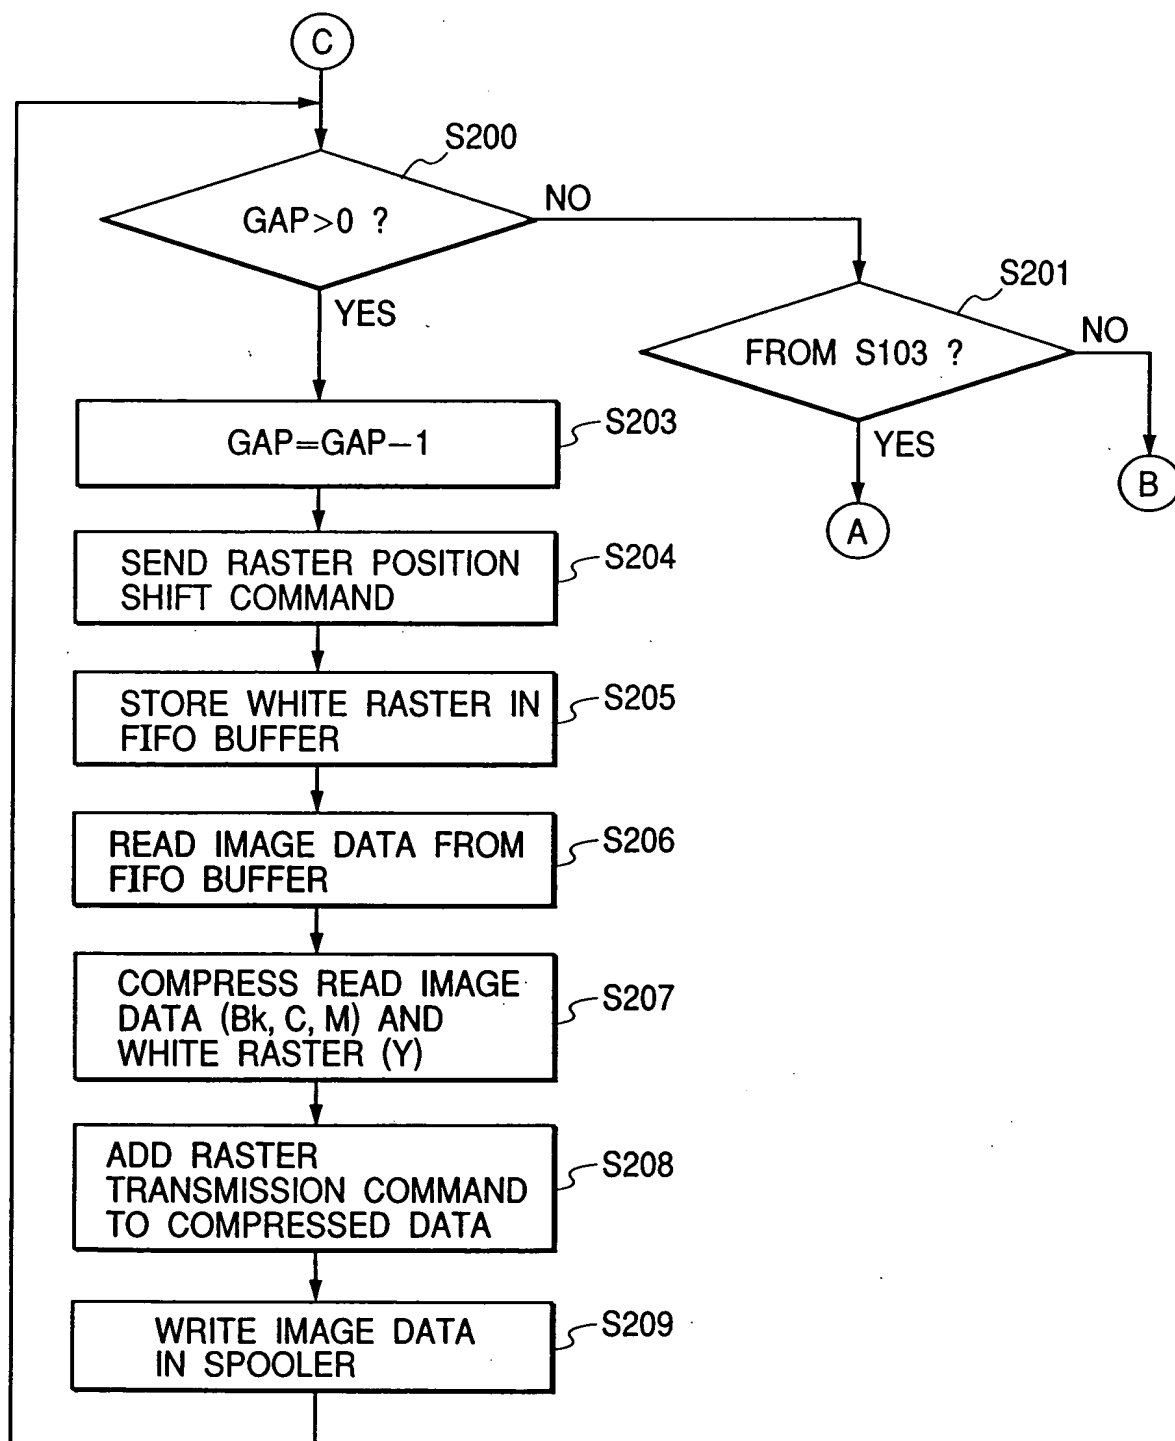 C
S200
GAP>0 ?
NO
YES
S201
FROM S103 ?
NO
YES
A
B
GAP=GAP−1
S203
SEND RASTER POSITION
SHIFT COMMAND
S204
STORE WHITE RASTER IN
FIFO BUFFER
S205
READ IMAGE DATA FROM
FIFO BUFFER
S206
COMPRESS READ IMAGE
DATA (Bk, C, M) AND
WHITE RASTER (Y)
S207
ADD RASTER
TRANSMISSION COMMAND
TO COMPRESSED DATA
S208
WRITE IMAGE DATA
IN SPOOLER
S209